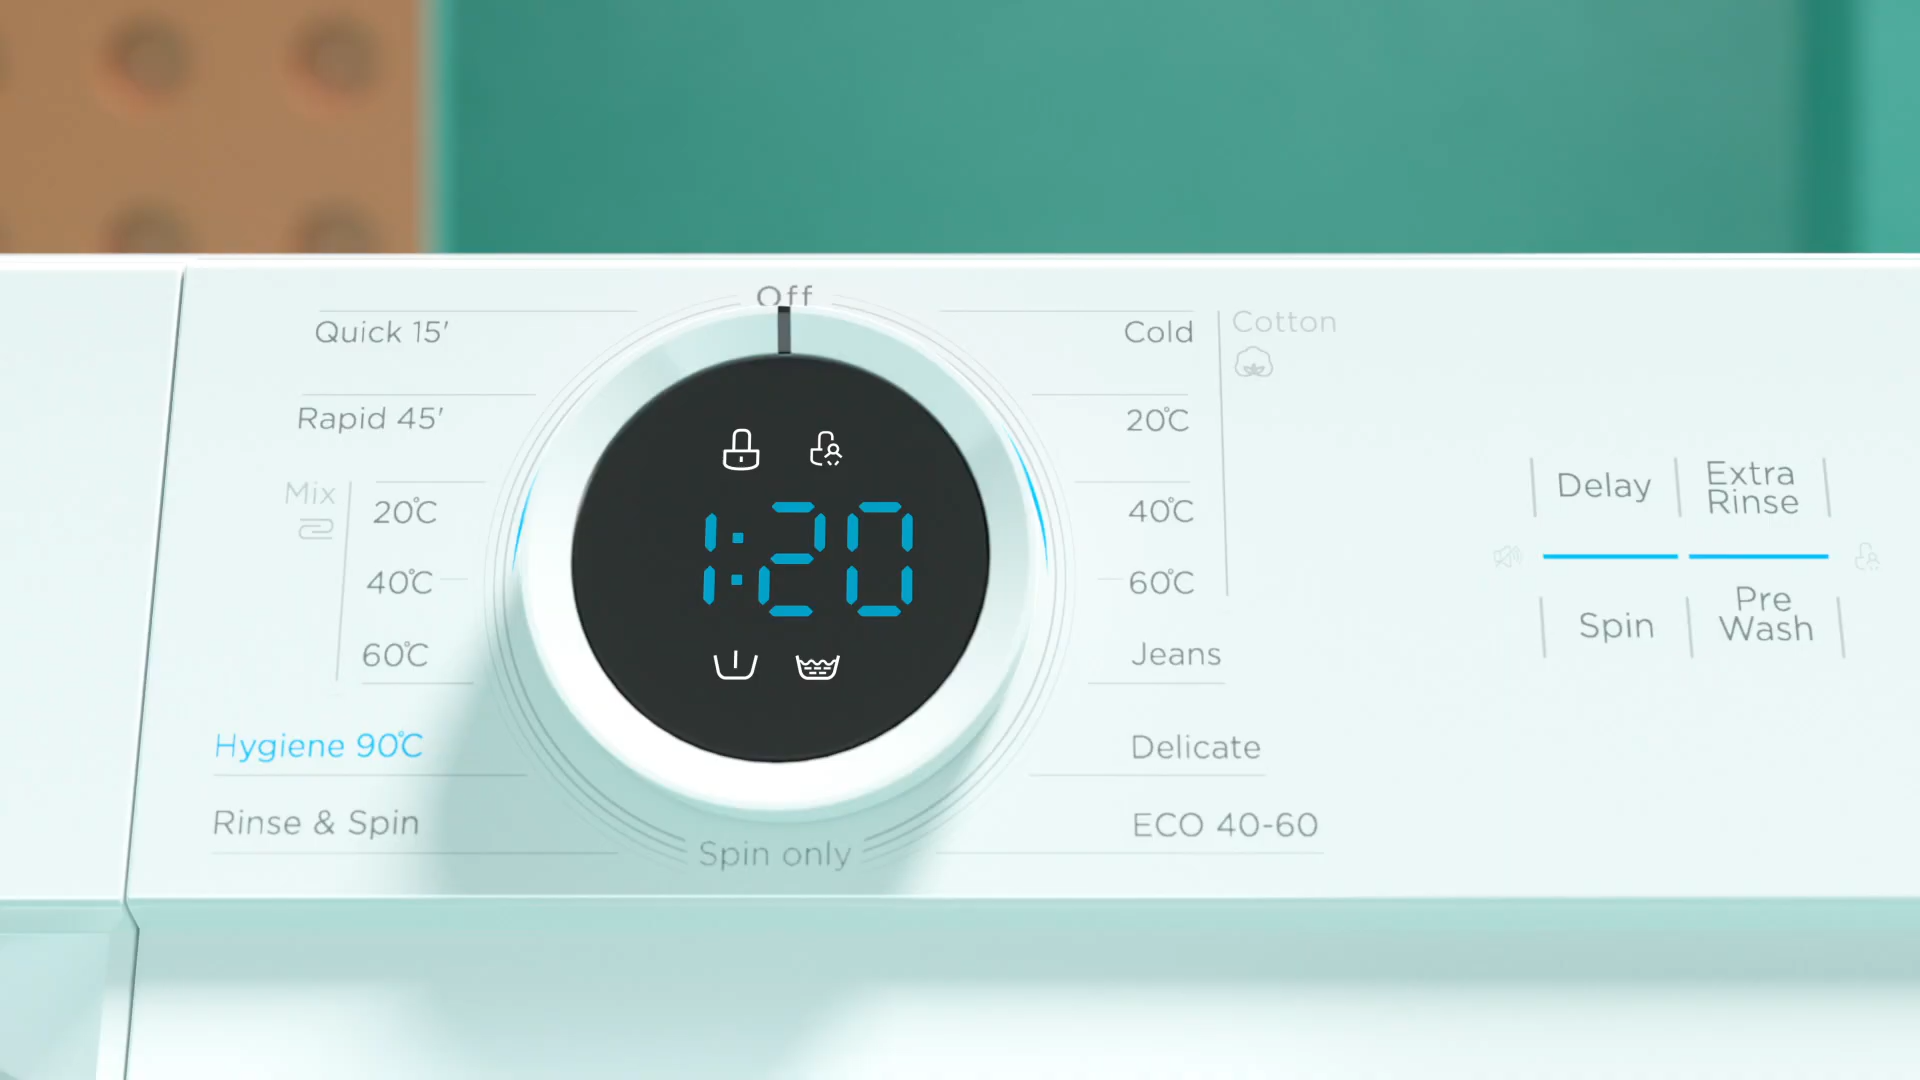 Off
Quick 15'
Rapid 45'
Mix
20℃
40℃
60℃
Hygiene 90℃
Rinse & Spin
1:20
Spin only
Cold
Cotton
20℃
40℃
60℃
Jeans
Delicate
ECO 40-60
Delay
Extra
Rinse
Spin
Pre
Wash